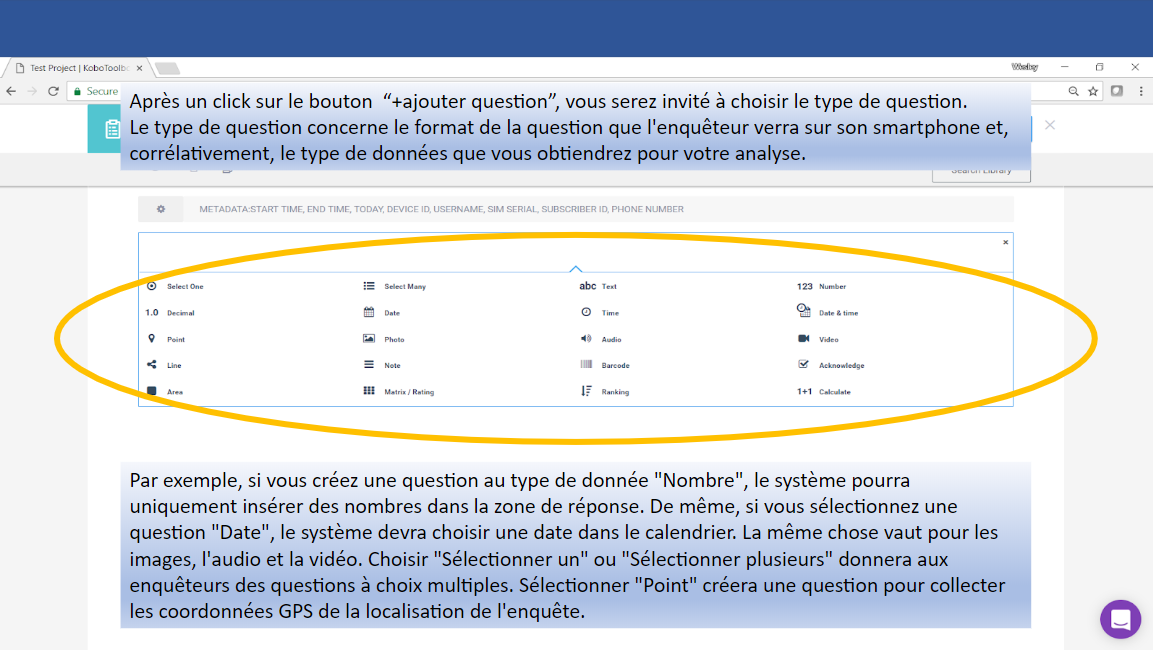 Test Project | KoboToolbo
Wesley
Secure
Après un click sur le bouton “+ajouter question”, vous serez invité à choisir le type de question.
Le type de question concerne le format de la question que l'enquêteur verra sur son smartphone et,
corrélativement, le type de données que vous obtiendrez pour votre analyse.
Search Library
METADATA:START TIME, END TIME, TODAY, DEVICE ID, USERNAME, SIM SERIAL, SUBSCRIBER ID, PHONE NUMBER
Select One Select Many abc Text 123 Number
1.0 Decimal Date Time Date & time
Point Photo Audio Video
Line Note Barcode Acknowledge
Area Matrix / Rating Ranking 1+1 Calculate
Par exemple, si vous créez une question au type de donnée "Nombre", le système pourra
uniquement insérer des nombres dans la zone de réponse. De même, si vous sélectionnez une
question "Date", le système devra choisir une date dans le calendrier. La même chose vaut pour les
images, l'audio et la vidéo. Choisir "Sélectionner un" ou "Sélectionner plusieurs" donnera aux
enquêteurs des questions à choix multiples. Sélectionner "Point" créera une question pour collecter
les coordonnées GPS de la localisation de l'enquête.